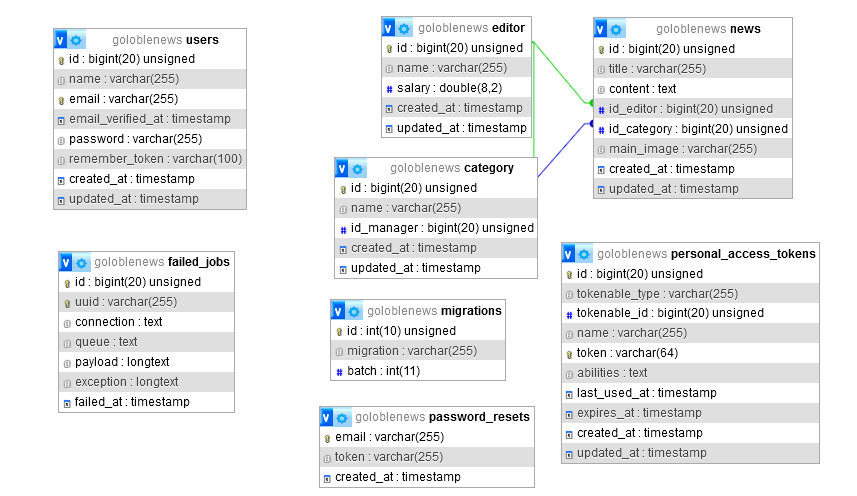 goloblenews users
id : bigint(20) unsigned
name : varchar(255)
email : varchar(255)
email_verified_at : timestamp
password : varchar(255)
remember_token : varchar(100)
created_at : timestamp
updated_at : timestamp
goloblenews editor
id : bigint(20) unsigned
name : varchar(255)
salary : double(8,2)
created_at : timestamp
updated_at : timestamp
goloblenews news
id : bigint(20) unsigned
title : varchar(255)
content : text
id_editor : bigint(20) unsigned
id_category : bigint(20) unsigned
main_image : varchar(255)
created_at : timestamp
updated_at : timestamp
goloblenews category
id : bigint(20) unsigned
name : varchar(255)
id_manager : bigint(20) unsigned
created_at : timestamp
updated_at : timestamp
goloblenews failed_jobs
id : bigint(20) unsigned
uuid : varchar(255)
connection : text
queue : text
payload : longtext
exception : longtext
failed_at : timestamp
goloblenews migrations
id : int(10) unsigned
migration : varchar(255)
batch : int(11)
goloblenews password_resets
email : varchar(255)
token : varchar(255)
created_at : timestamp
goloblenews personal_access_tokens
id : bigint(20) unsigned
tokenable_type : varchar(255)
tokenable_id : bigint(20) unsigned
name : varchar(255)
token : varchar(64)
abilities : text
last_used_at : timestamp
expires_at : timestamp
created_at : timestamp
updated_at : timestamp